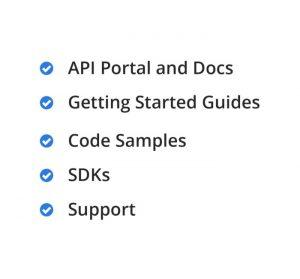 API Portal and Docs
Getting Started Guides
Code Samples
SDKs
Support